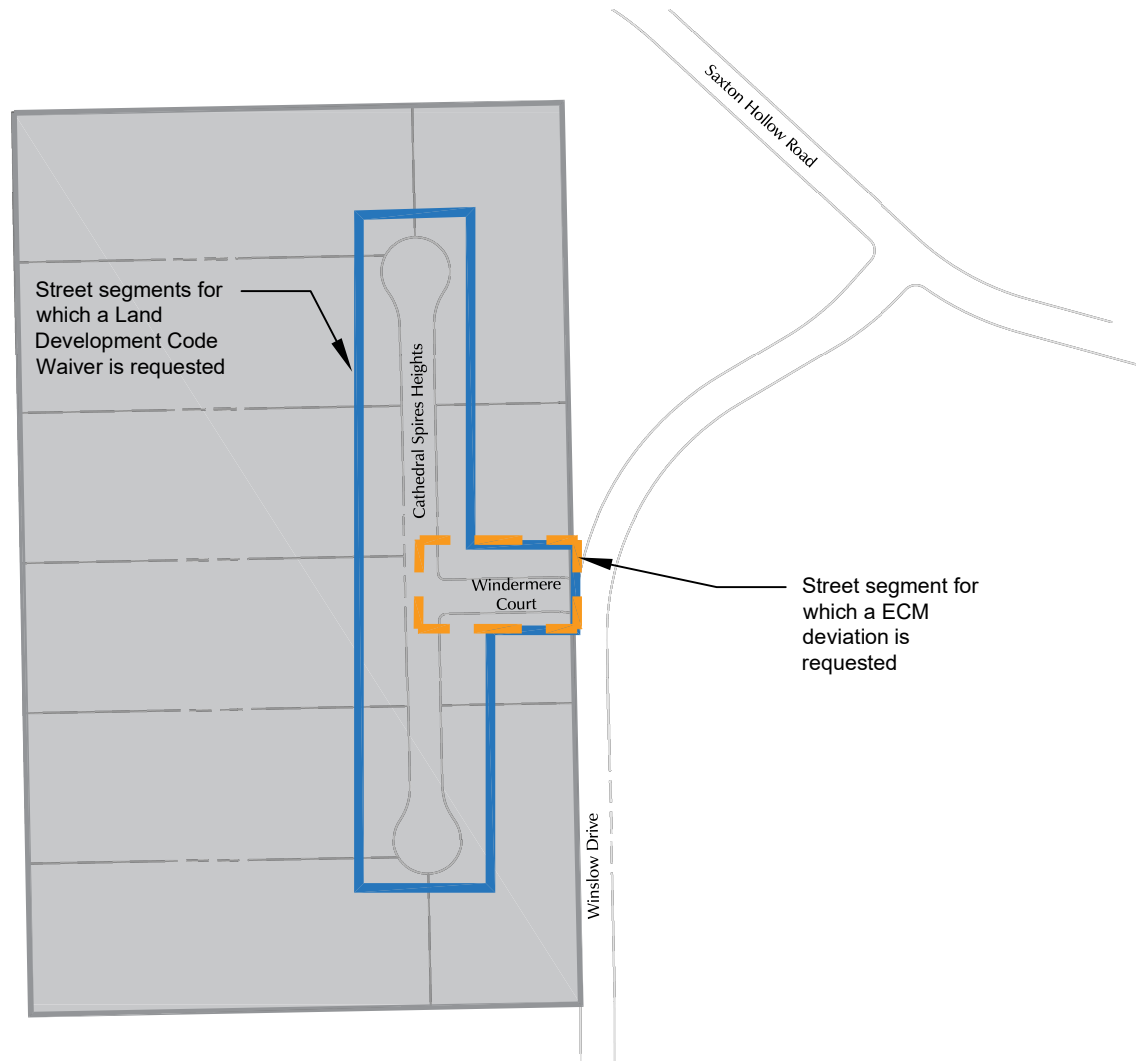 Saxton Hollow Road
Street segments for
which a Land
Development Code
Waiver is requested
Cathedral Spires Heights
Windermere
Court
Street segment for
which a ECM
deviation is
requested
Winslow Drive